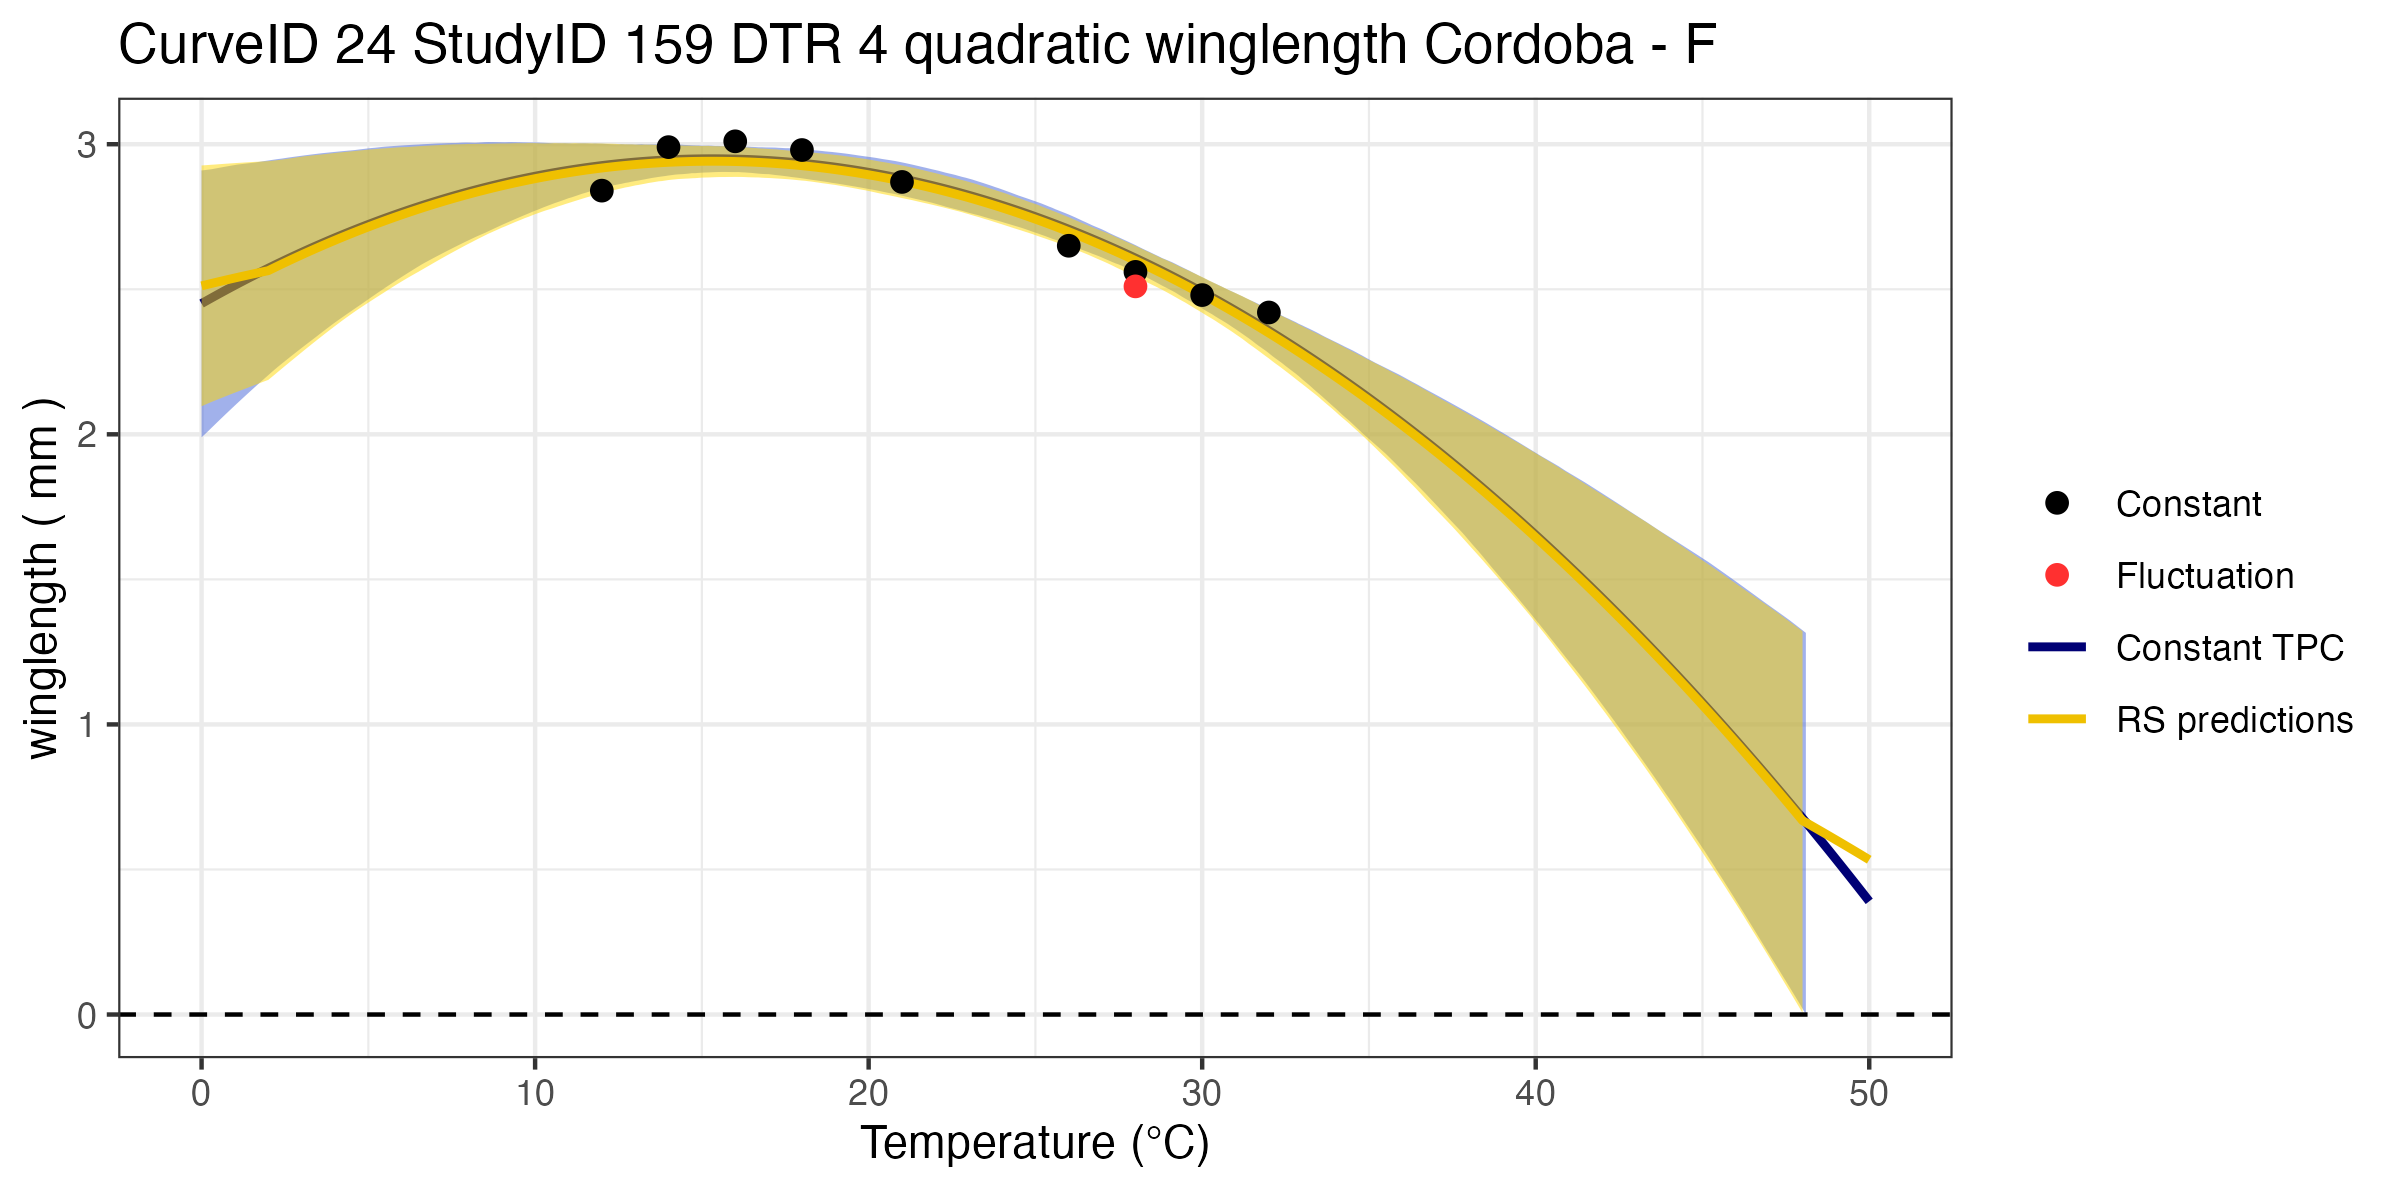 CurveID 24 StudyID 159 DTR 4 quadratic winglength Cordoba - F
winglength ( mm )
3
2
1
0
0 10 20 30 40 50
Temperature (°C)
Constant
Fluctuation
Constant TPC
RS predictions